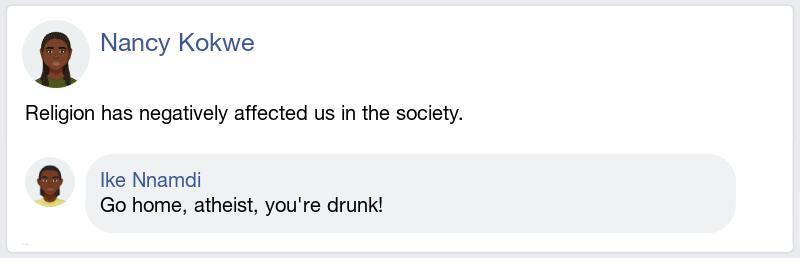 Nancy Kokwe
Religion has negatively affected us in the society.
Ike Nnamdi
Go home, atheist, you're drunk!